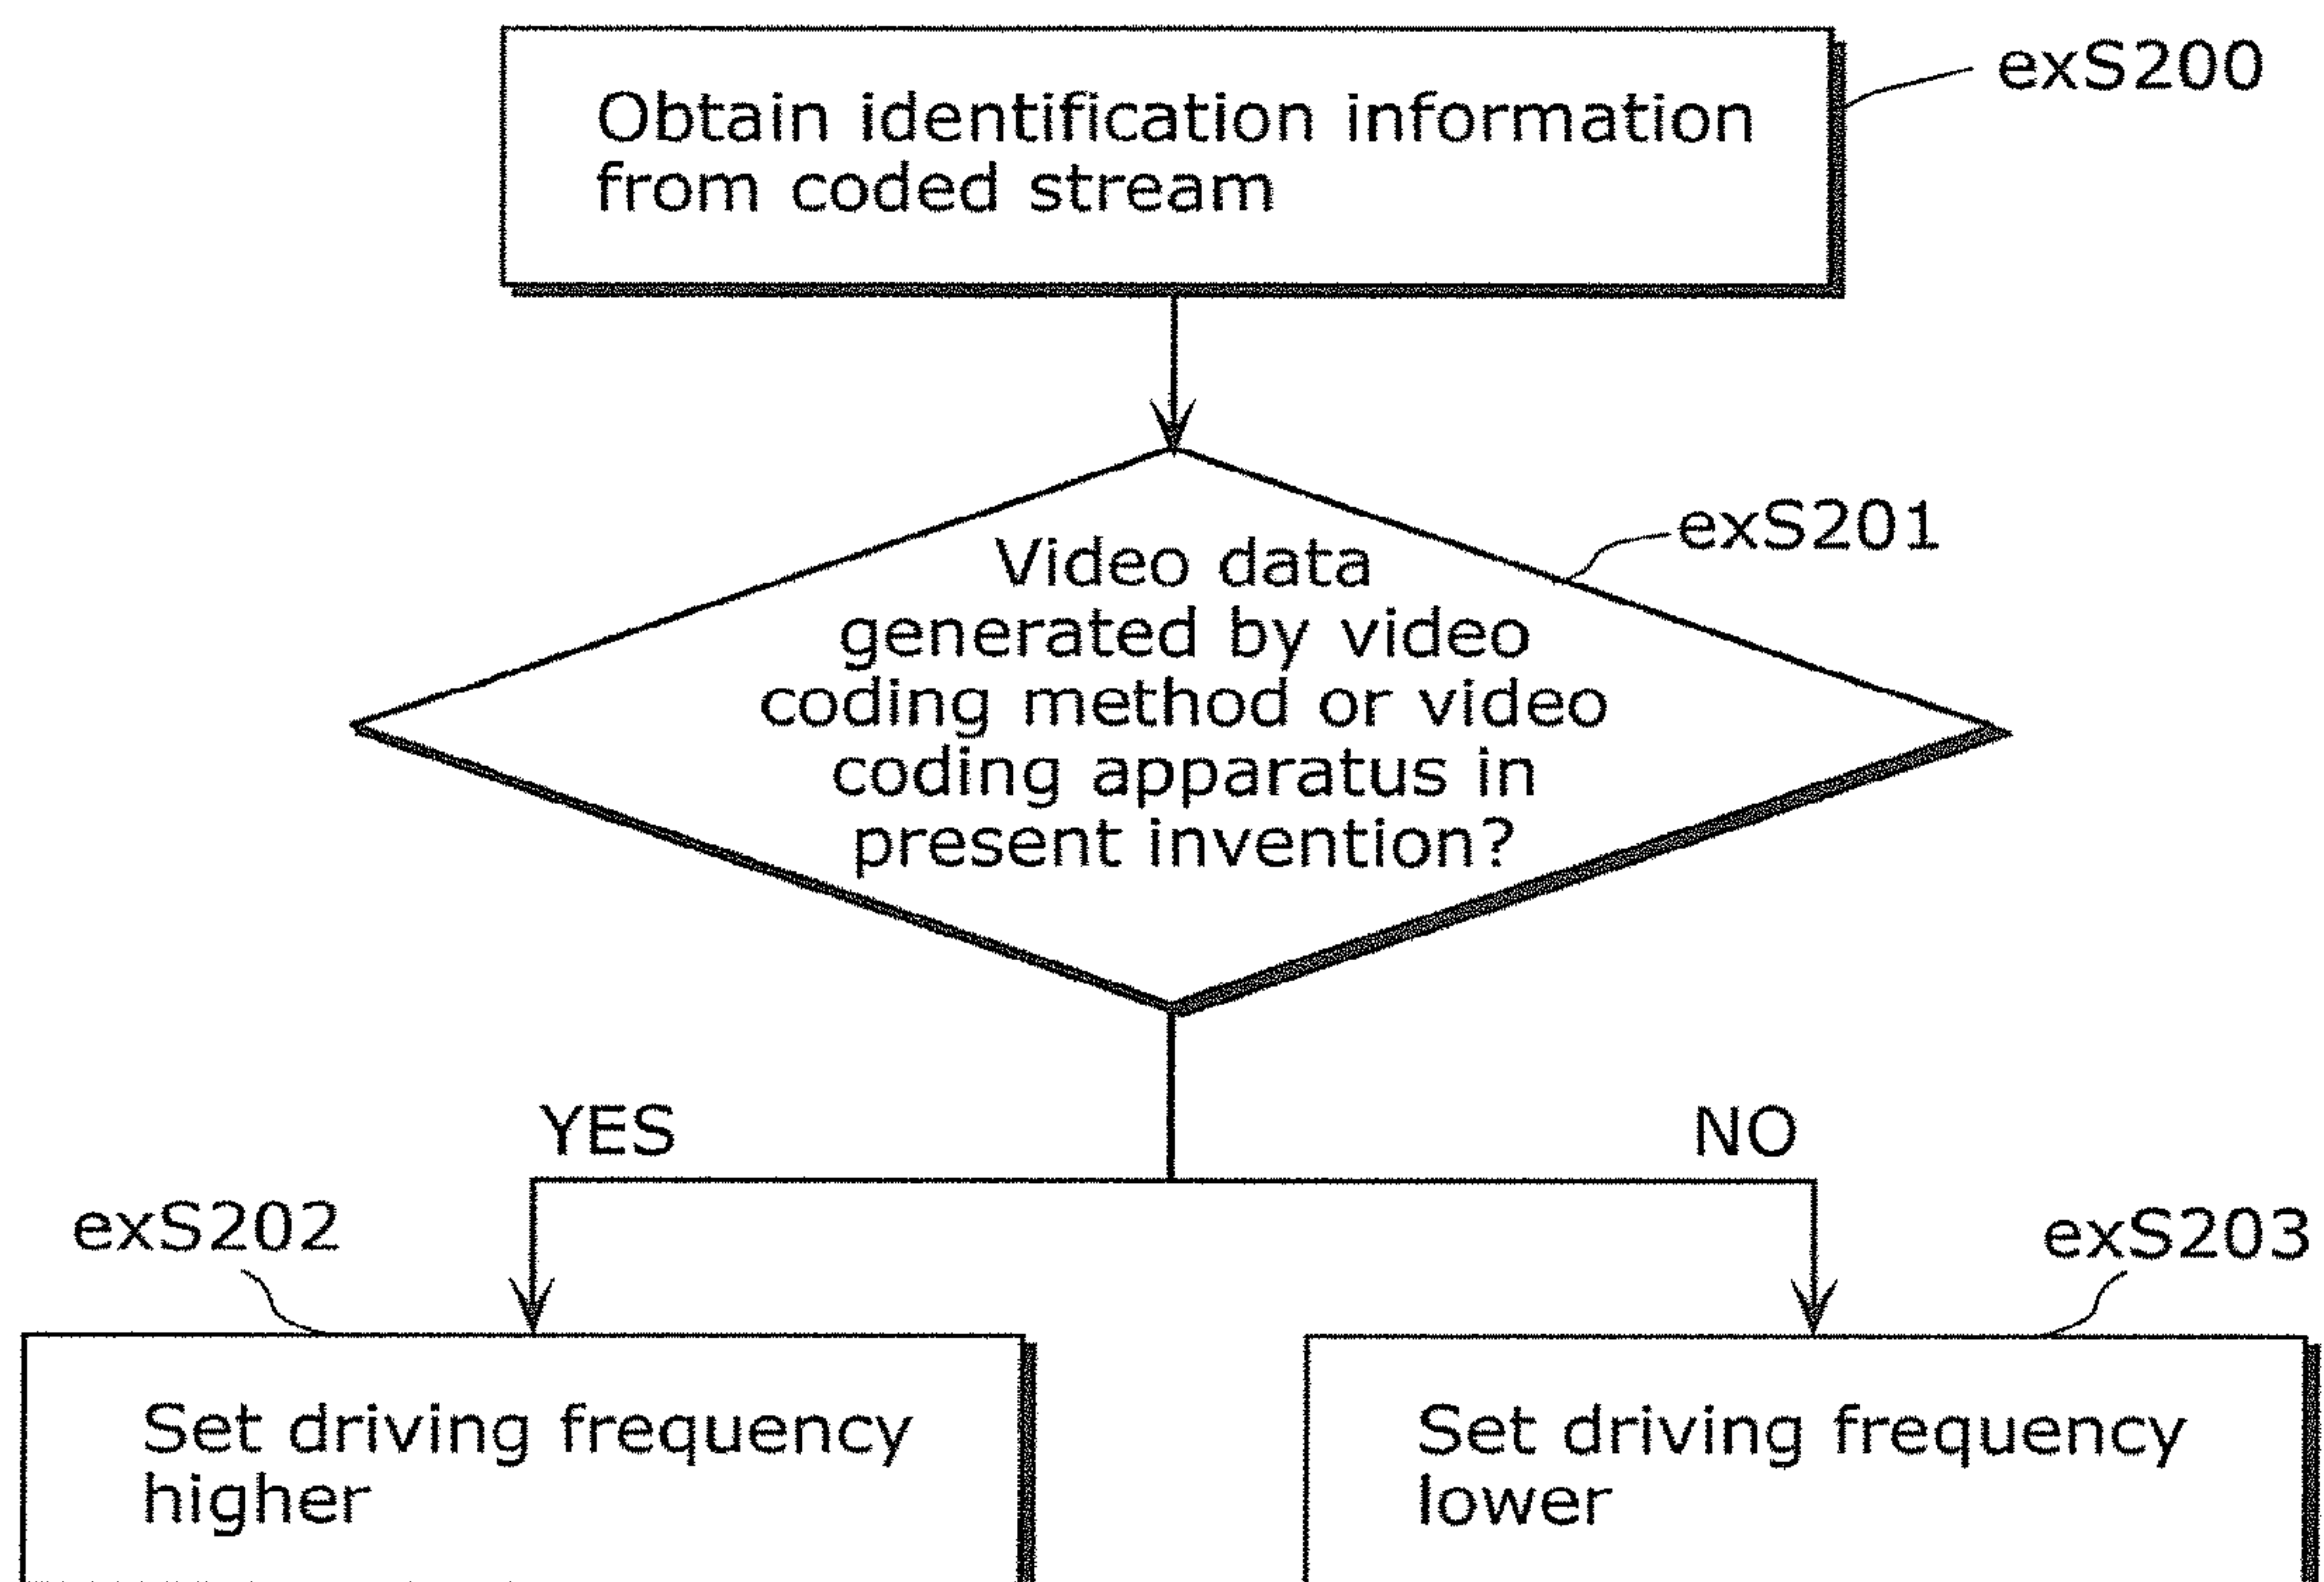 Obtain identification information
from coded stream
exS200
Video data
generated by video
coding method or video
coding apparatus in
present invention?
exS201
YES
NO
exS202
exS203
Set driving frequency
higher
Set driving frequency
lower